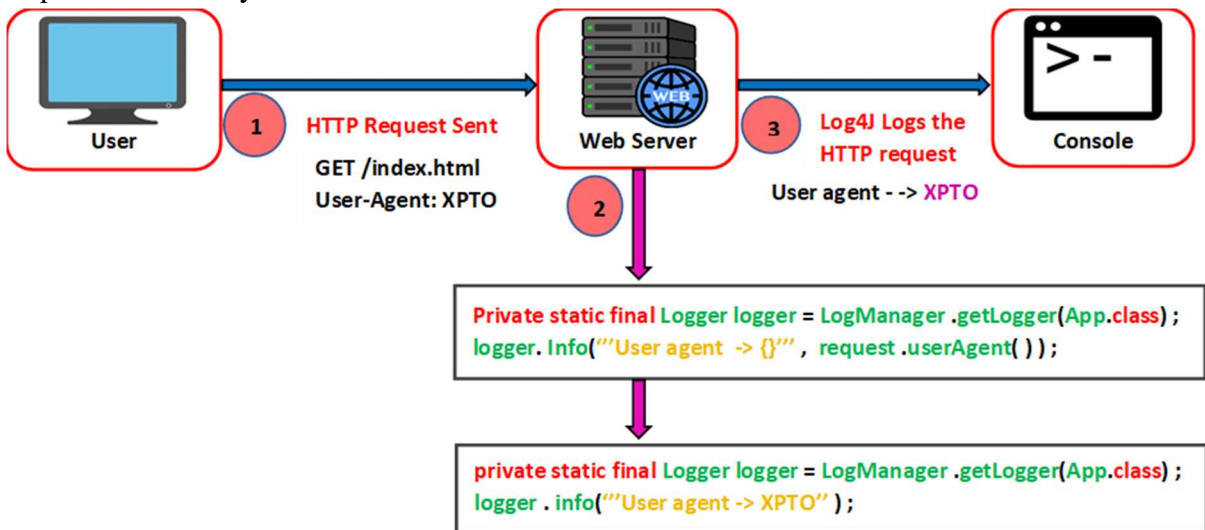 User
1
HTTP Request Sent
GET /index.html
User-Agent: XPTO
WEB
Web Server
2
3
Log4J Logs the
HTTP request
User agent - -> XPTO
> -
Console
Private static final Logger logger = LogManager .getLogger(App.class) ;
logger. Info(“”’User agent -> {}’”’ , request .userAgent( ) ) ;
private static final Logger logger = LogManager .getLogger(App.class) ;
logger . info(“”’User agent -> XPTO’’ ) ;